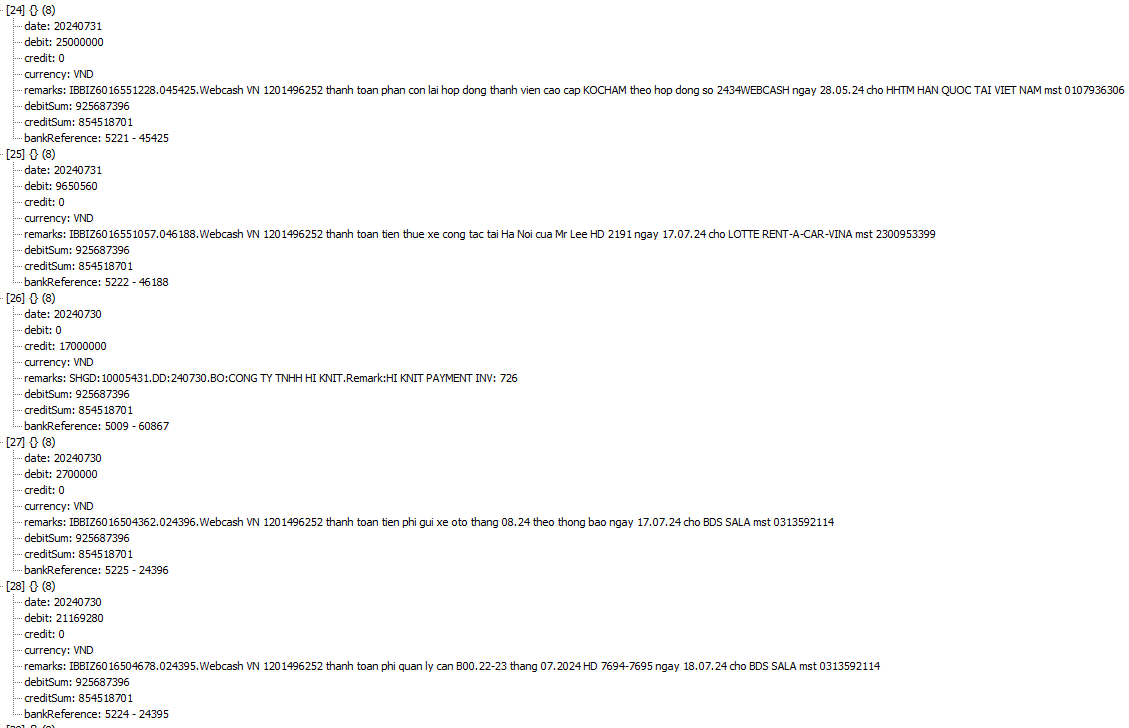 [24] {} (8)
date: 20240731
debit: 25000000
credit: 0
currency: VND
remarks: IBBIZ6016551228.045425.Webcash VN 1201496252 thanh toan phan con lai hop dong thanh vien cao cap KOCHAM theo hop dong so 2434WEBCASH ngay 28.05.24 cho HHTM HAN QUOC TAI VIET NAM mst 0107936306
debitSum: 925687396
creditSum: 854518701
bankReference: 5221 - 45425
[25] {} (8)
date: 20240731
debit: 9650560
credit: 0
currency: VND
remarks: IBBIZ6016551057.046188.Webcash VN 1201496252 thanh toan tien thue xe cong tac tai Ha Noi cua Mr Lee HD 2191 ngay 17.07.24 cho LOTTE RENT-A-CAR-VINA mst 2300953399
debitSum: 925687396
creditSum: 854518701
bankReference: 5222 - 46188
[26] {} (8)
date: 20240730
debit: 0
credit: 17000000
currency: VND
remarks: SHGD:10005431.DD:240730.BO:CONG TY TNHH HI KNIT.Remark:HI KNIT PAYMENT INV: 726
debitSum: 925687396
creditSum: 854518701
bankReference: 5009 - 60867
[27] {} (8)
date: 20240730
debit: 2700000
credit: 0
currency: VND
remarks: IBBIZ6016504362.024396.Webcash VN 1201496252 thanh toan tien phi gui xe oto thang 08.24 theo thong bao ngay 17.07.24 cho BDS SALA mst 0313592114
debitSum: 925687396
creditSum: 854518701
bankReference: 5225 - 24396
[28] {} (8)
date: 20240730
debit: 21169280
credit: 0
currency: VND
remarks: IBBIZ6016504678.024395.Webcash VN 1201496252 thanh toan phi quan ly can B00.22-23 thang 07.2024 HD 7694-7695 ngay 18.07.24 cho BDS SALA mst 0313592114
debitSum: 925687396
creditSum: 854518701
bankReference: 5224 - 24395